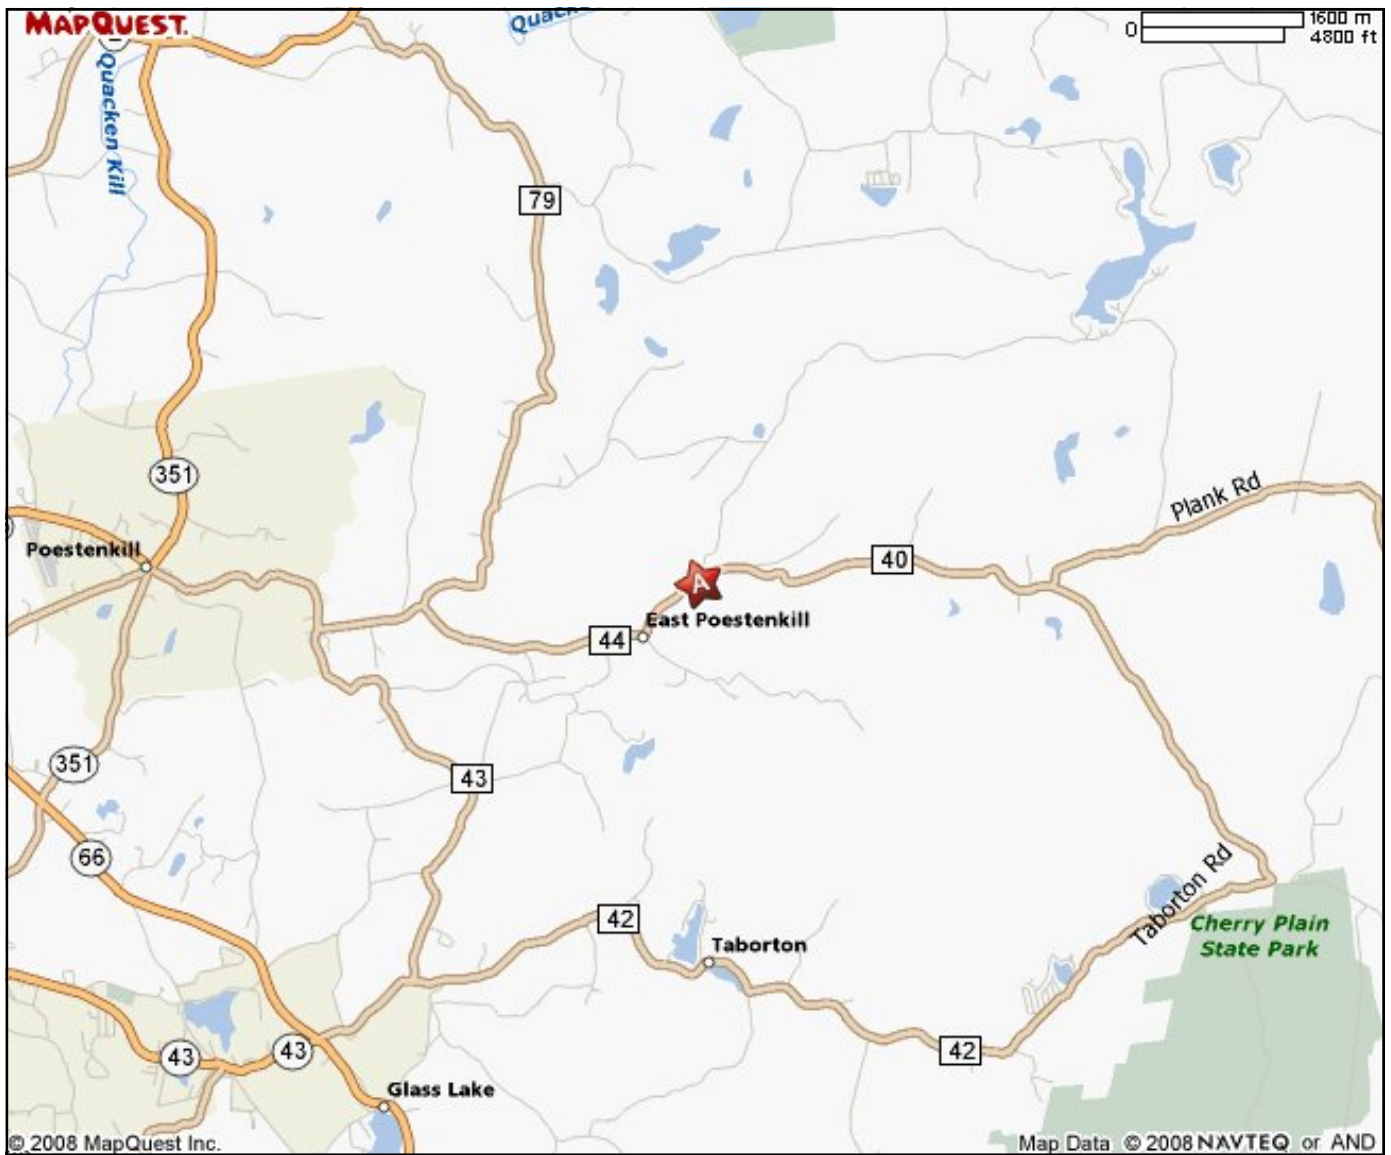 MAPQUEST.
Quacken Kill
Quacke
0
1600 m
4800 ft
79
351
Plank Rd
Poestenkill
40
A
East Poestenkill
44
351
43
66
Taborton Rd
42
Cherry Plain
State Park
Taborton
43
43
42
Glass Lake
© 2008 MapQuest Inc.
Map Data © 2008 NAVTEQ or AND